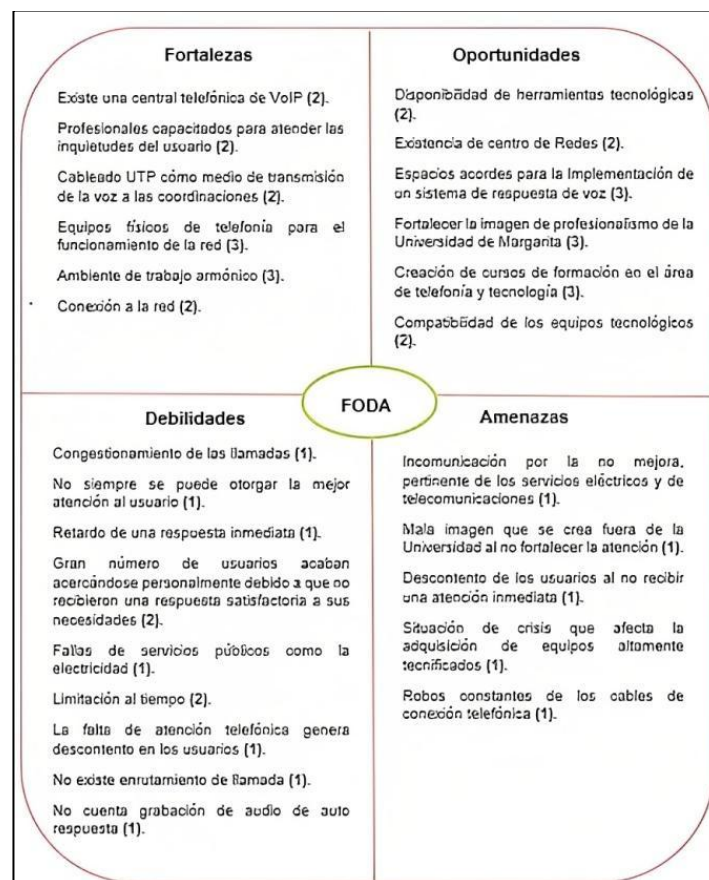 Fortalezas
Existe una central telefónica de VoIP (2).
Profesionales capacitados para atender las
inquietudes del usuario (2).
Cableado UTP cómo medio de transmisión
de la voz a las coordinaciones (2).
Equipos físicos de telefonía para el
funcionamiento de la red (3).
Ambiente de trabajo armónico (3).
Conexión a la red (2).
Oportunidades
Disponibilidad de herramientas tecnológicas
(2).
Existencia de centro de Redes (2).
Espacios acordes para la Implementación de
un sistema de respuesta de voz (3).
Fortalecer la imagen de profesionalismo de la
Universidad de Margarita (3).
Creación de cursos de formación en el área
de telefonía y tecnología (3).
Compatibilidad de los equipos tecnológicos
(2).
FODA
Debilidades
Congestionamiento de las llamadas (1).
No siempre se puede otorgar la mejor
atención al usuario (1).
Retardo de una respuesta inmediata (1).
Gran número de usuarios acaban
acercándose personalmente debido a que no
recibieron una respuesta satisfactoria a sus
necesidades (2).
Fallas de servicios públicos como la
electricidad (1).
Limitación al tiempo (2).
La falta de atención telefónica genera
descontento en los usuarios (1).
No existe enrutamiento de llamada (1).
No cuenta grabación de audio de auto
respuesta (1).
Amenazas
Incomunicación por la no mejora,
pertinente de los servicios eléctricos y de
telecomunicaciones (1).
Mala imagen que se crea fuera de la
Universidad al no fortalecer la atención (1).
Descontento de los usuarios al no recibir
una atención inmediata (1).
Situación de crisis que afecta la
adquisición de equipos altamente
tecnificados (1).
Robos constantes de los cables de
conexión telefónica (1).